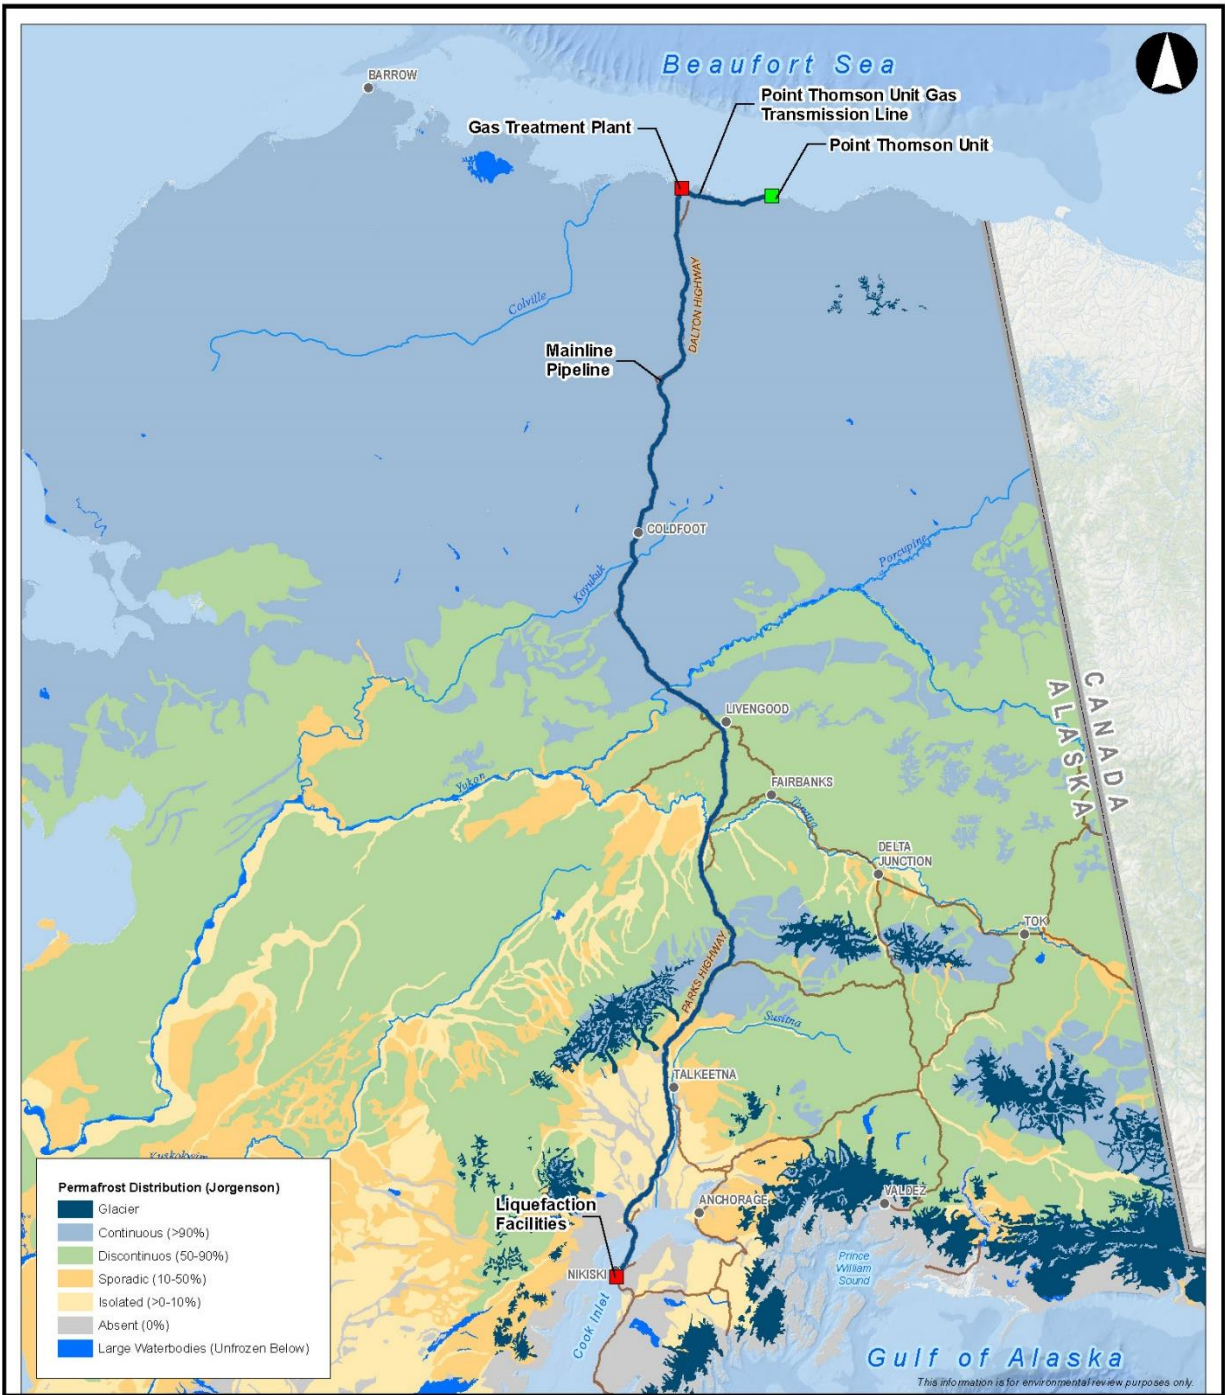 Beaufort Sea
BARROW
Point Thomson Unit Gas
Transmission Line
Gas Treatment Plant
Point Thomson Unit
Colville
DALTON HIGHWAY
Mainline
Pipeline
COLDFOOT
Porcupine
Koyukuk
CANADA
ALASKA
LIVENGOOD
Yukon
FAIRBANKS
Tanana
DELTA
JUNCTION
TOK
PARKS HIGHWAY
Susitna
TALKEETNA
Kuskokwim
Permafrost Distribution (Jorgenson)
Glacier
Continuous (>90%)
Discontinuos (50-90%)
Sporadic (10-50%)
Isolated (>0-10%)
Absent (0%)
Large Waterbodies (Unfrozen Below)
Liquefaction
Facilities
ANCHORAGE
VALDEZ
NIKISKI
Cook Inlet
Prince
William
Sound
Gulf of Alaska
This information is for environmental review purposes only.